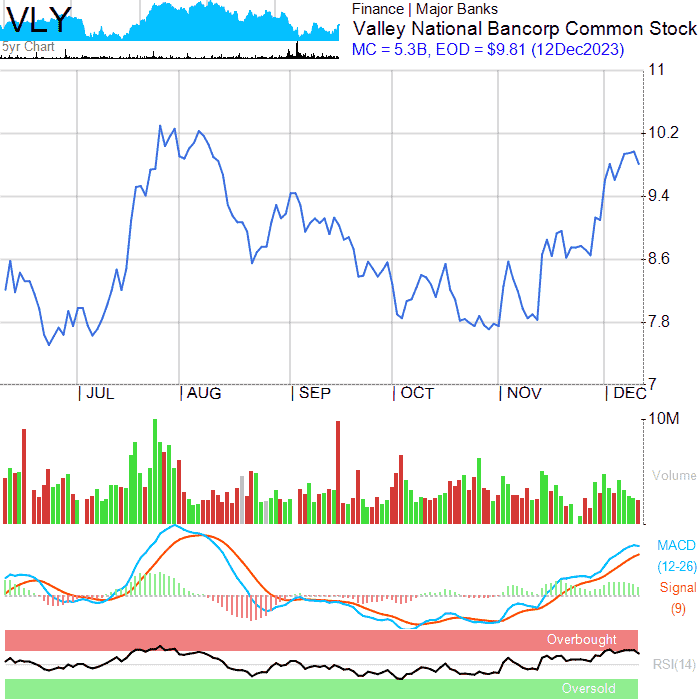 VLY
5yr Chart
Finance | Major Banks
Valley National Bancorp Common Stock
MC = 5.3B, EOD = $9.81 (12Dec2023)
11
10.2
9.4
8.6
7.8
7
JUL AUG SEP OCT NOV DEC
10M
Volume
MACD
(12-26)
Signal
(9)
Overbought
RSI(14)
Oversold